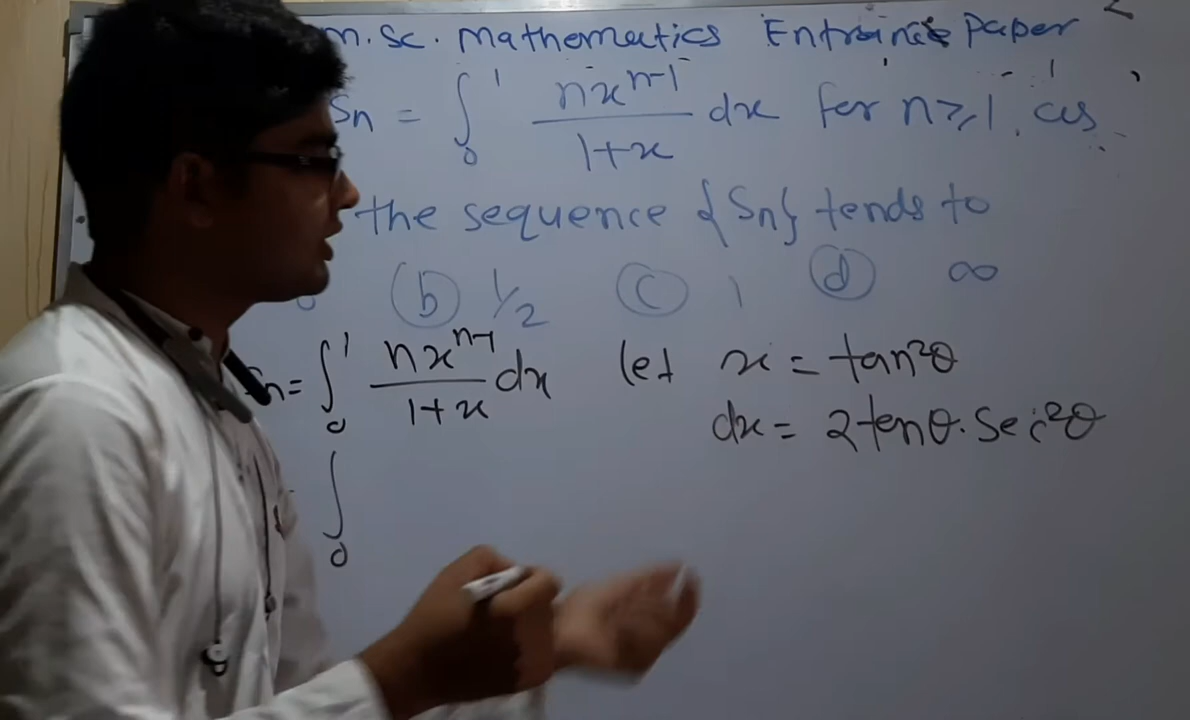 m.sc. mathematics Entrance Paper
Sn = ∫₀¹ nxⁿ⁻¹/1+x dx for n≥1. as
the sequence {Sn} tends to
(b) 1/2 (c) 1 (d) ∞
n= ∫₀¹ nxⁿ⁻¹/1+x dx let x = tan²θ
dx = 2tanθ.sec²θ
∫₀